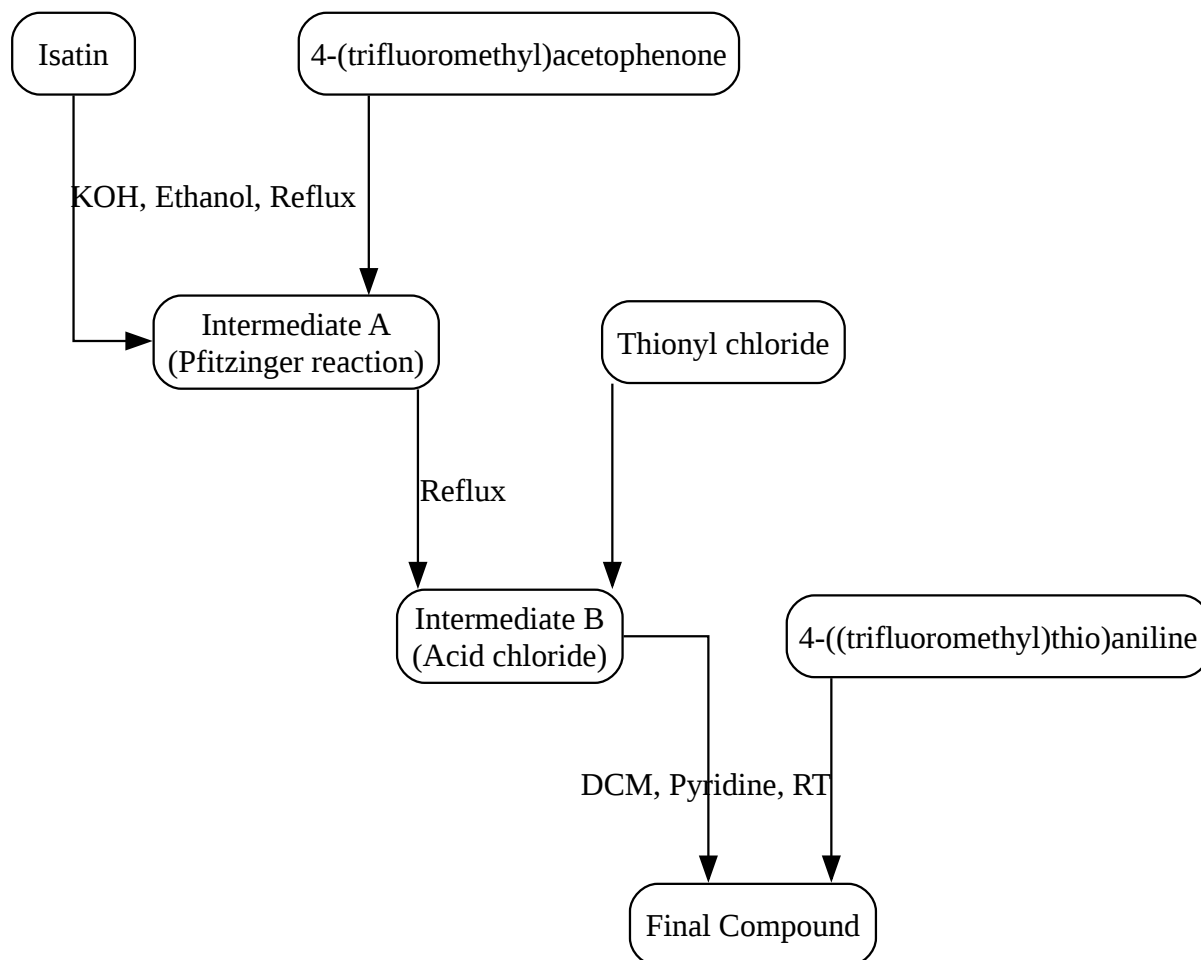 Isatin
4-(trifluoromethyl)acetophenone
KOH, Ethanol, Reflux
Intermediate A
(Pfitzinger reaction)
Thionyl chloride
Reflux
Intermediate B
(Acid chloride)
4-((trifluoromethyl)thio)aniline
DCM, Pyridine, RT
Final Compound